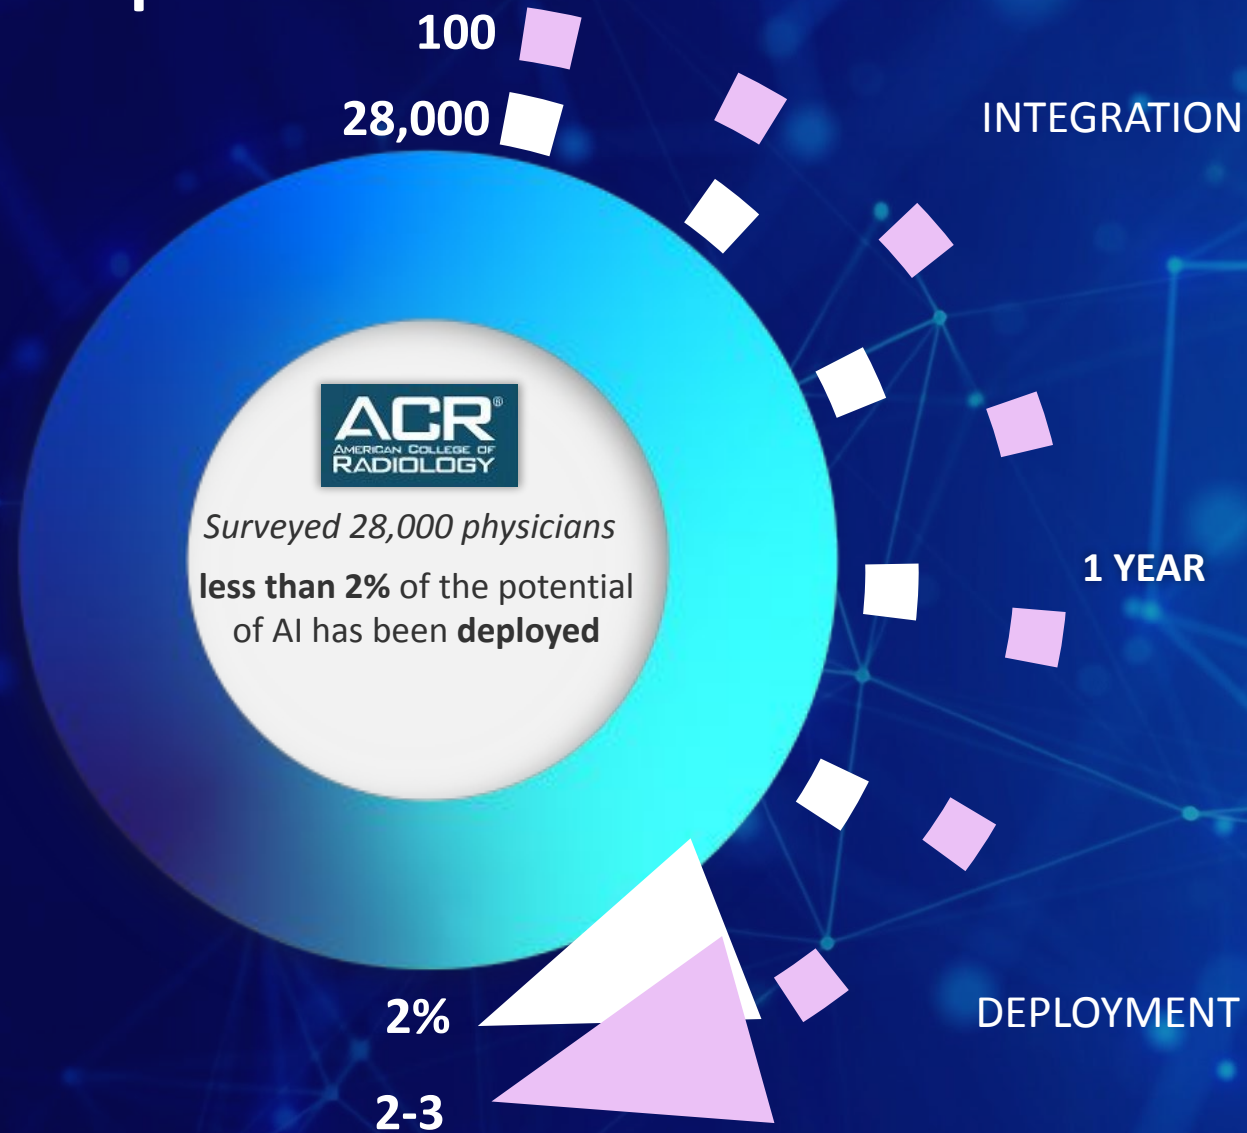 100
28,000
INTEGRATION
ACR®
AMERICAN COLLEGE OF
RADIOLOGY
Surveyed 28,000 physicians
less than 2% of the potential
of AI has been deployed
1 YEAR
2%
DEPLOYMENT
2-3